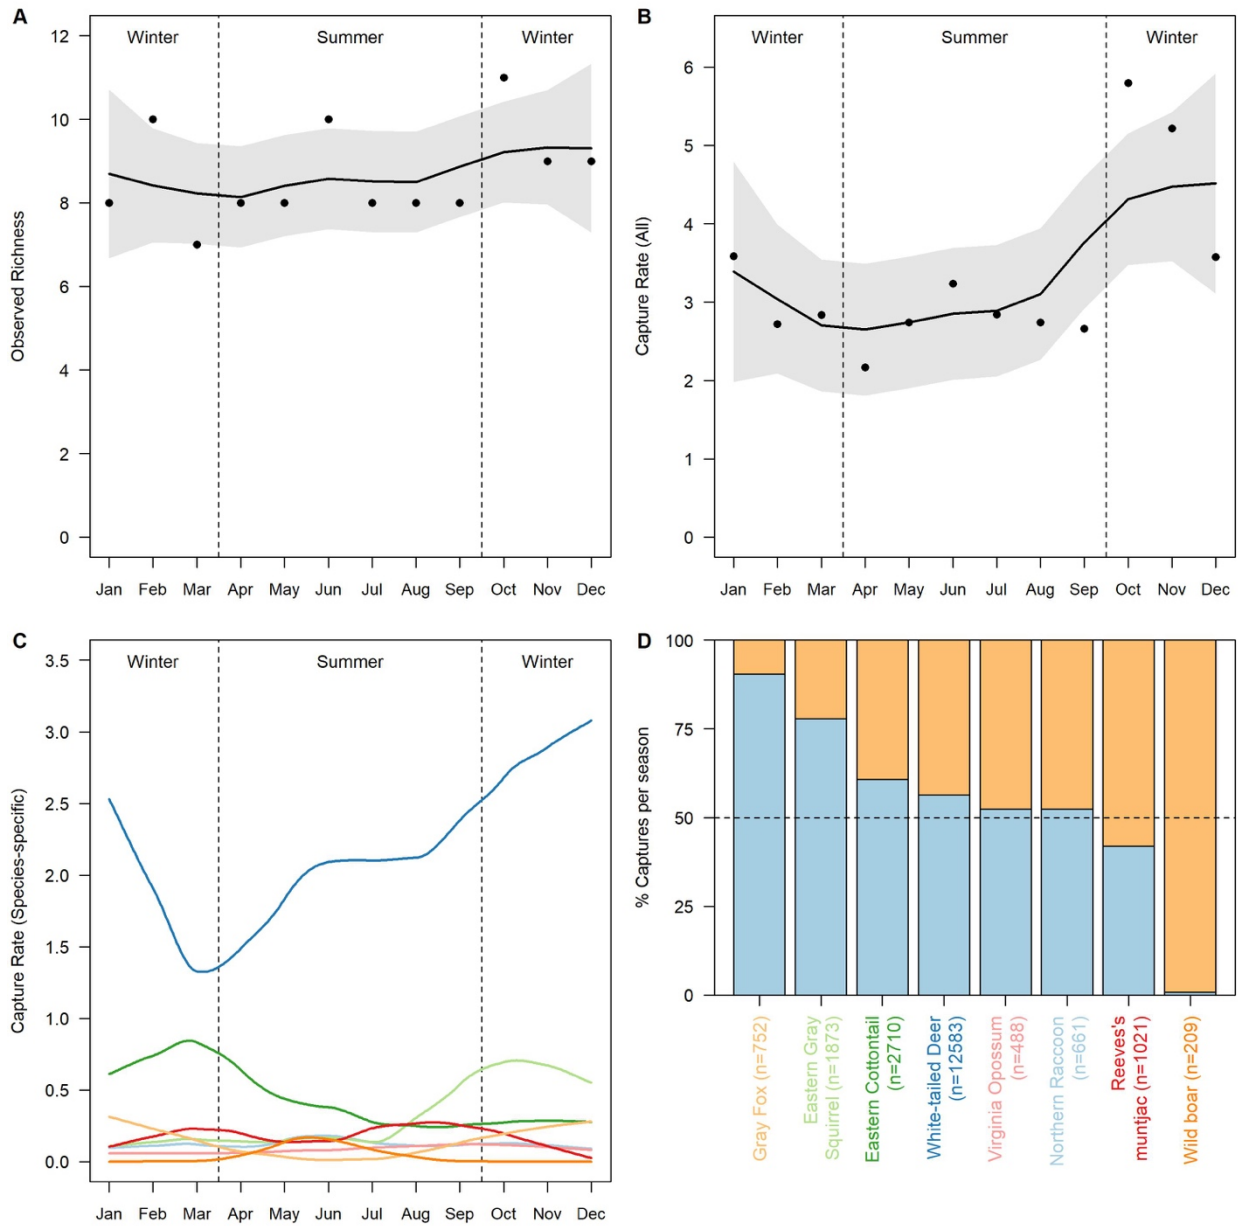 A
Winter Summer Winter
12
10
8
6
4
2
0
Observed Richness
Jan Feb Mar Apr May Jun Jul Aug Sep Oct Nov Dec
B
Winter Summer Winter
6
5
4
3
2
1
0
Capture Rate (All)
Jan Feb Mar Apr May Jun Jul Aug Sep Oct Nov Dec
C
Winter Summer Winter
3.5
3.0
2.5
2.0
1.5
1.0
0.5
0.0
Capture Rate (Species-specific)
Jan Feb Mar Apr May Jun Jul Aug Sep Oct Nov Dec
D
100
75
50
25
0
% Captures per season
Gray Fox (n=752)
Eastern Gray
Squirrel (n=1873)
Eastern Cottontail
(n=2710)
White-tailed Deer
(n=12583)
Virginia Opossum
(n=488)
Northern Raccoon
(n=661)
Reeves's
muntjac (n=1021)
Wild boar (n=209)